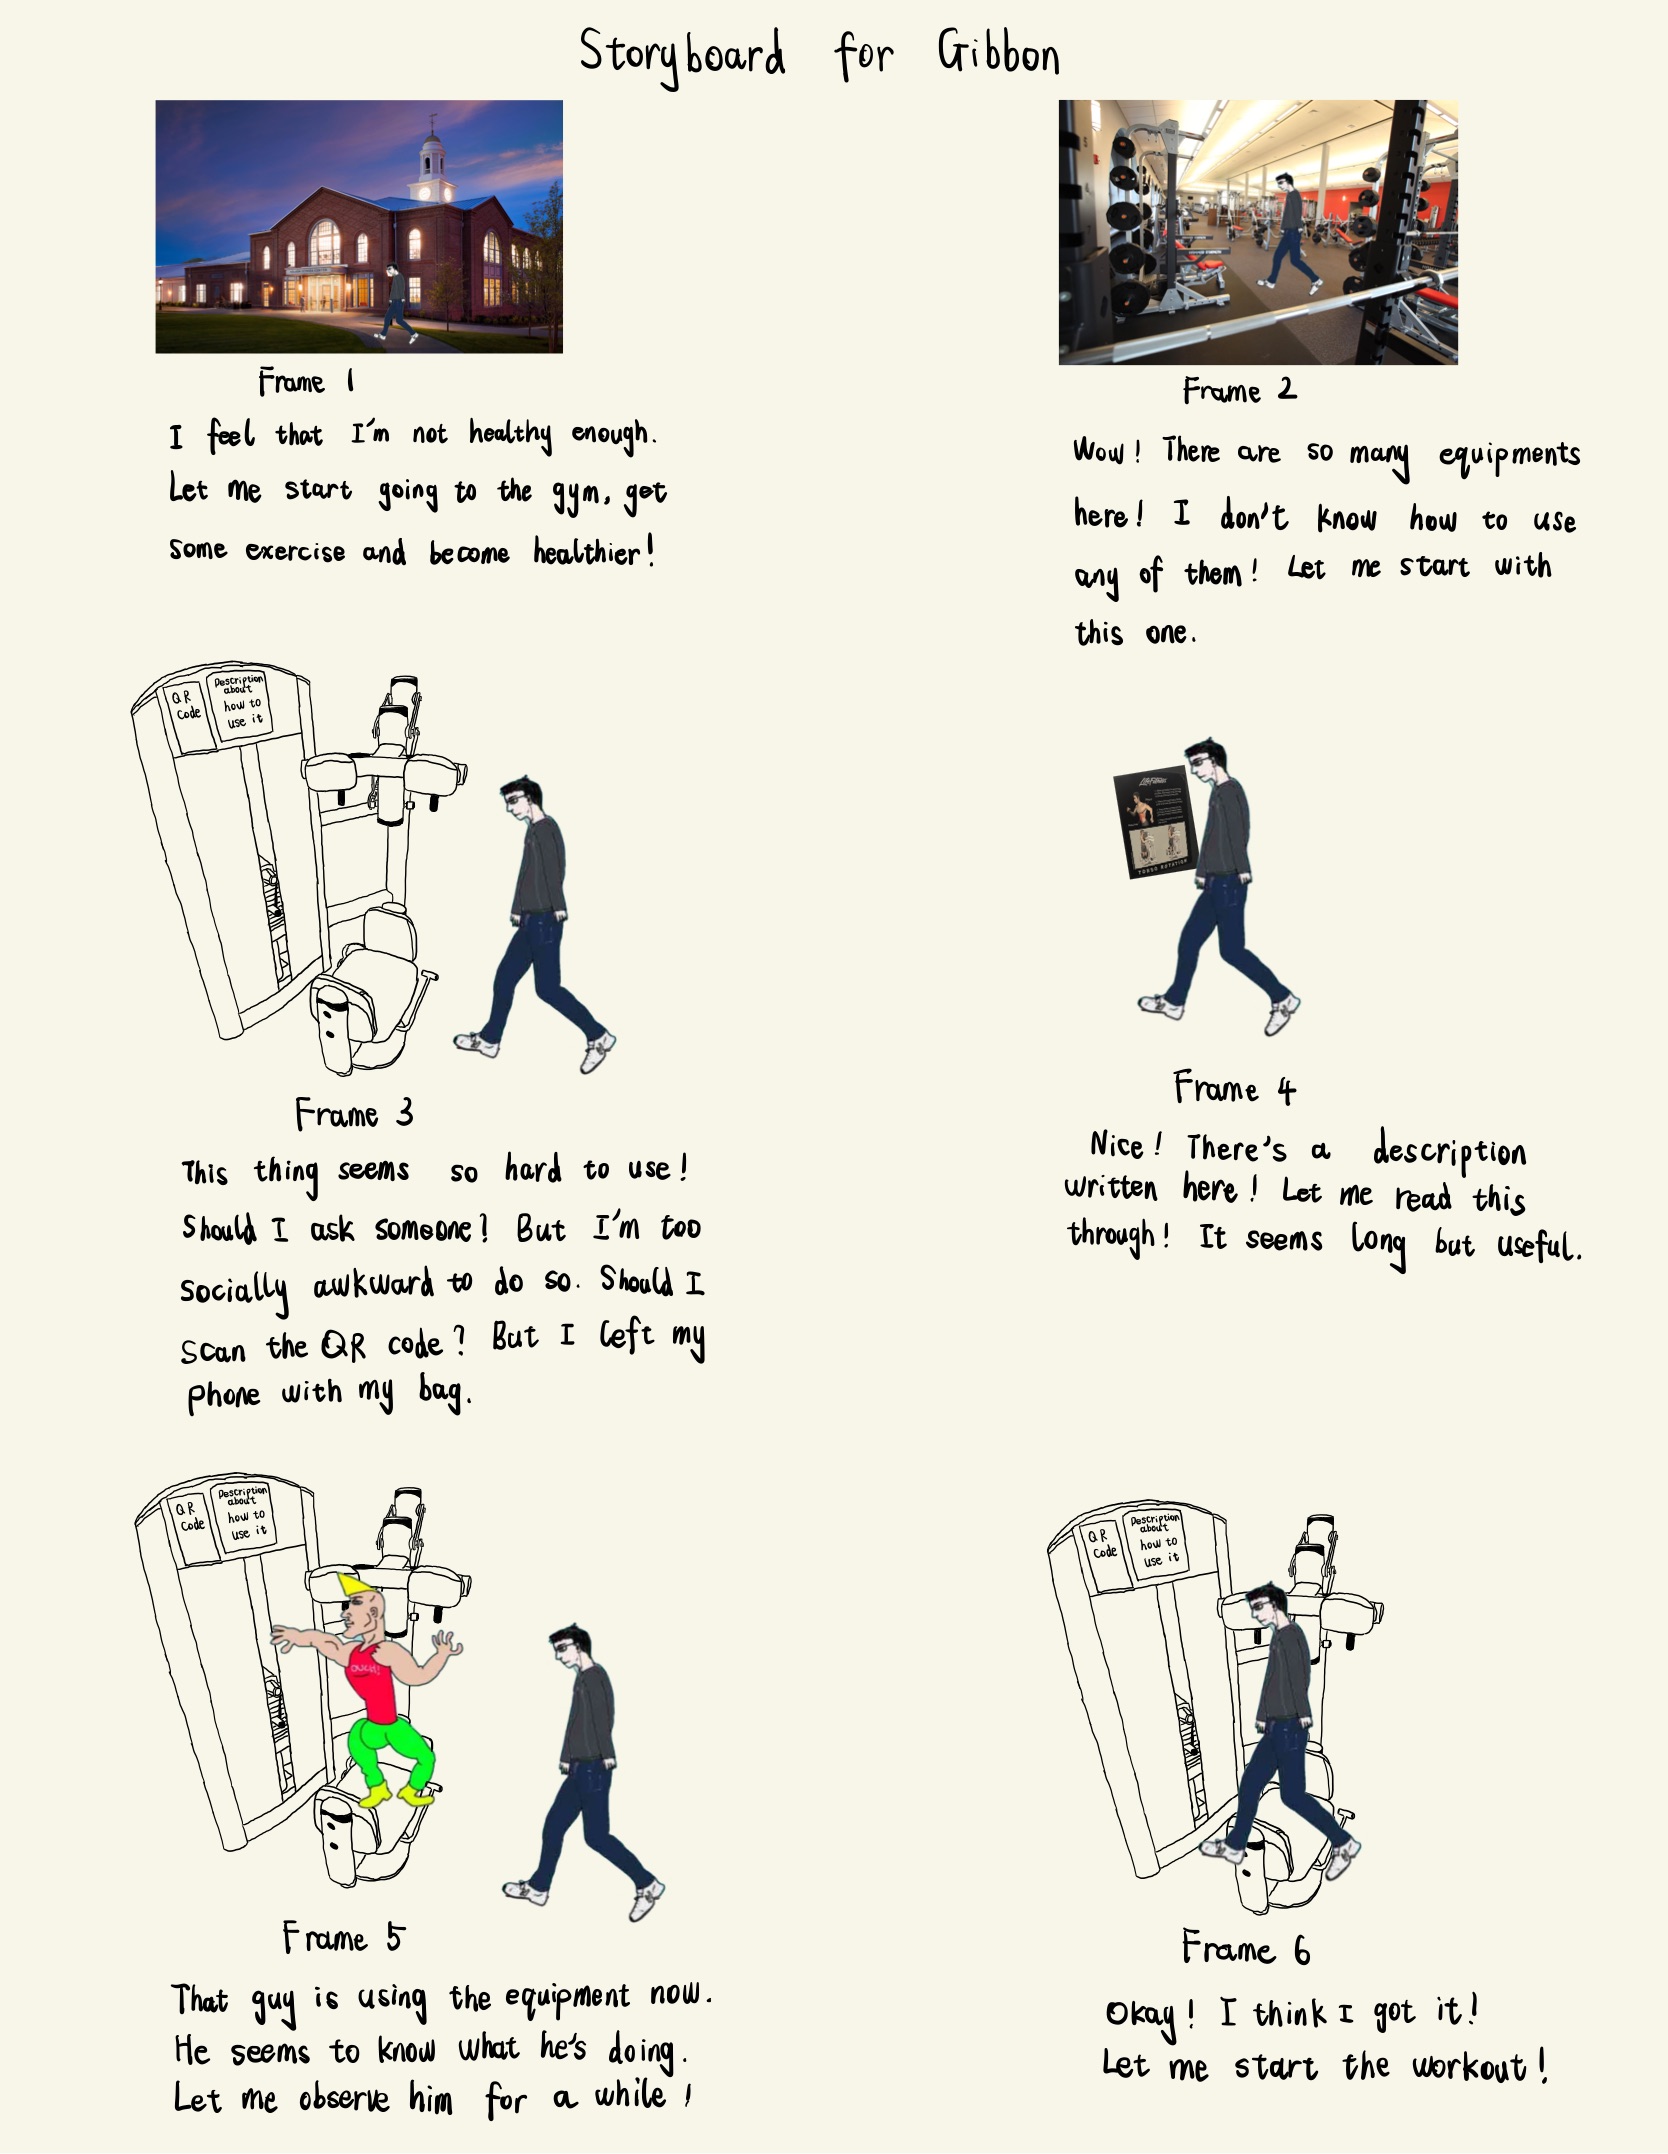 Storyboard for Gibbon
Frame 1
I feel that I'm not healthy enough.
Let me start going to the gym, get
some exercise and become healthier!
Frame 2
Wow! There are so many equipments
here! I don't know how to use
any of them! Let me start with
this one.
QR
Code
Description
about
how to
use it
Frame 3
This thing seems so hard to use!
Should I ask someone? But I'm too
socially awkward to do so. Should I
scan the QR code? But I left my
phone with my bag.
Life Fitness
TORSO ROTATION
Frame 4
Nice! There's a description
written here! Let me read this
through! It seems long but useful.
QR
Code
Description
about
how to
use it
OUCH!
Frame 5
That guy is using the equipment now.
He seems to know what he's doing.
Let me observe him for a while!
QR
Code
Description
about
how to
use it
Frame 6
Okay! I think I got it!
Let me start the workout!